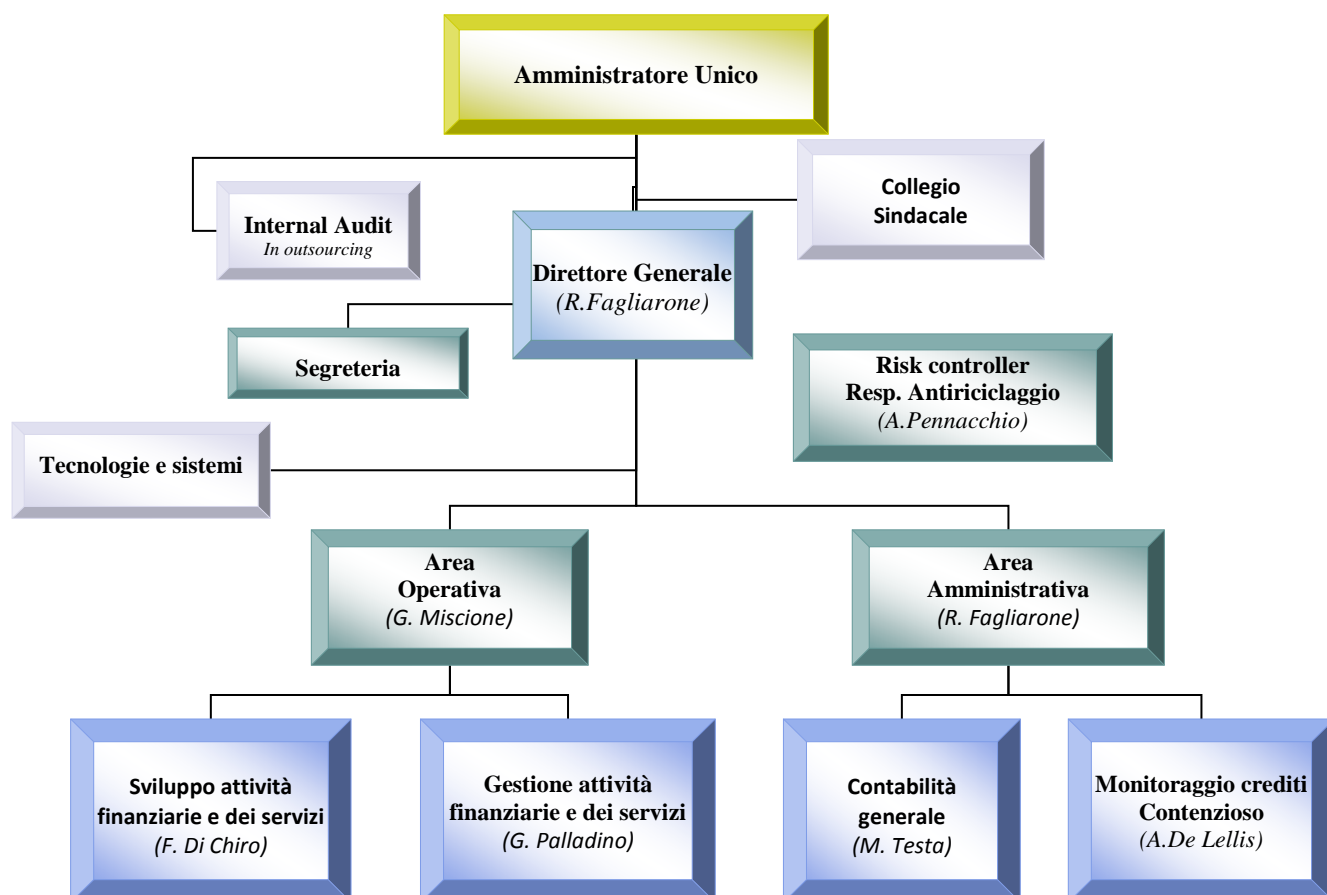 Amministratore Unico
Collegio
Sindacale
Internal Audit
In outsourcing
Direttore Generale
(R.Fagliarone)
Segreteria
Risk controller
Resp. Antiriciclaggio
(A.Pennacchio)
Tecnologie e sistemi
Area
Operativa
(G. Miscione)
Area
Amministrativa
(R. Fagliarone)
Sviluppo attività
finanziarie e dei servizi
(F. Di Chiro)
Gestione attività
finanziarie e dei servizi
(G. Palladino)
Contabilità
generale
(M. Testa)
Monitoraggio crediti
Contenzioso
(A.De Lellis)